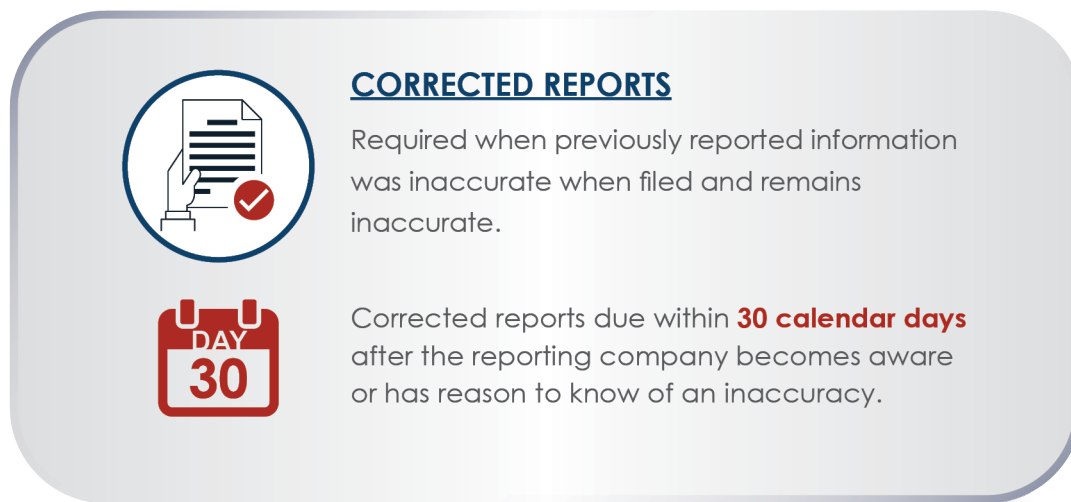 CORRECTED REPORTS
Required when previously reported information
was inaccurate when filed and remains
inaccurate.
DAY
30
Corrected reports due within 30 calendar days
after the reporting company becomes aware
or has reason to know of an inaccuracy.